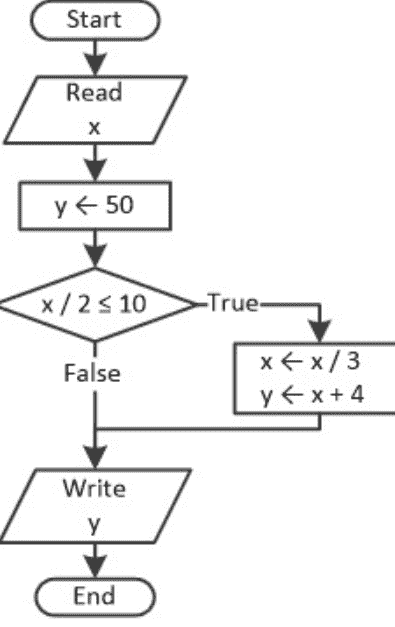 Start
Read
x
y ← 50
x / 2 ≤ 10
True
False
x ← x / 3
y ← x + 4
Write
y
End